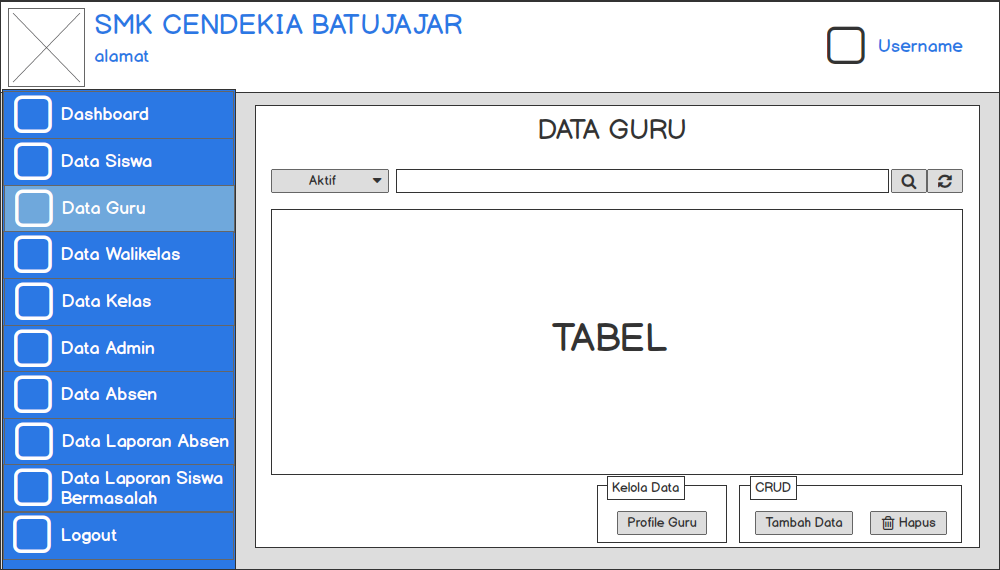 SMK CENDEKIA BATUJAJAR
alamat
Username
Dashboard
Data Siswa
Data Guru
Data Walikelas
Data Kelas
Data Admin
Data Absen
Data Laporan Absen
Data Laporan Siswa
Bermasalah
Logout
DATA GURU
Aktif
TABEL
Kelola Data
Profile Guru
CRUD
Tambah Data
Hapus